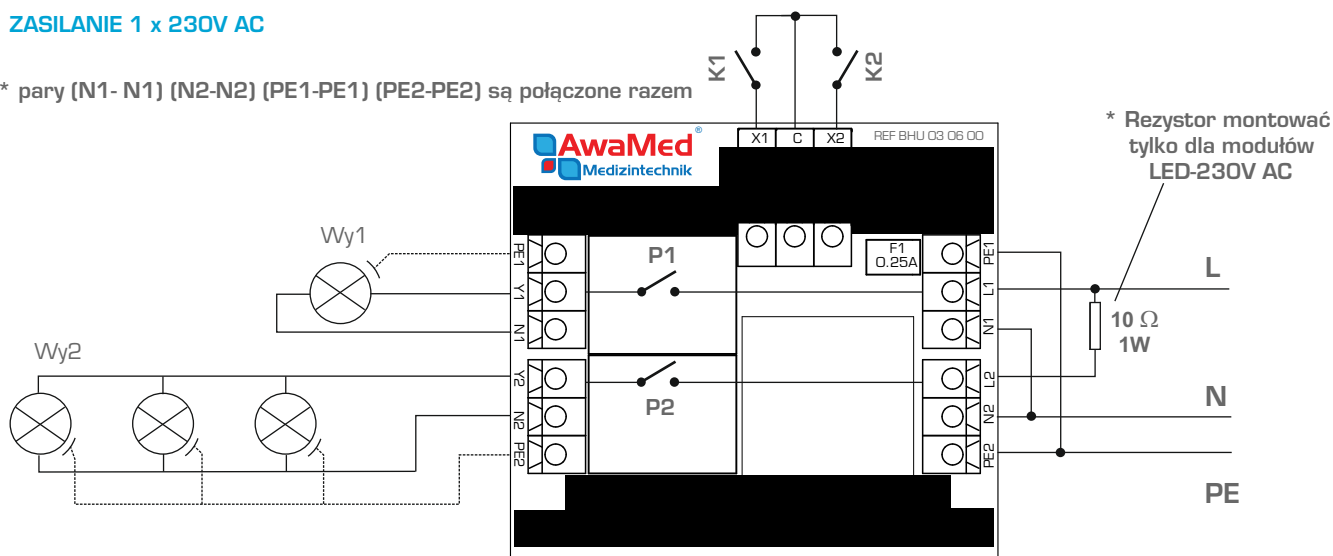 ZASILANIE 1 x 230V AC
* pary (N1- N1) (N2-N2) (PE1-PE1) (PE2-PE2) są połączone razem
K1
K2
* Rezystor montować
tylko dla modułów
LED-230V AC
AwaMed®
Medizintechnik
X1 C X2
REF BHU 03 06 00
Wy1
PE1
Y1
N1
P1
F1
0.25A
PE1
L1
N1
L
10 Ω
1W
Wy2
Y2
N2
PE2
P2
L2
N2
PE2
N
PE